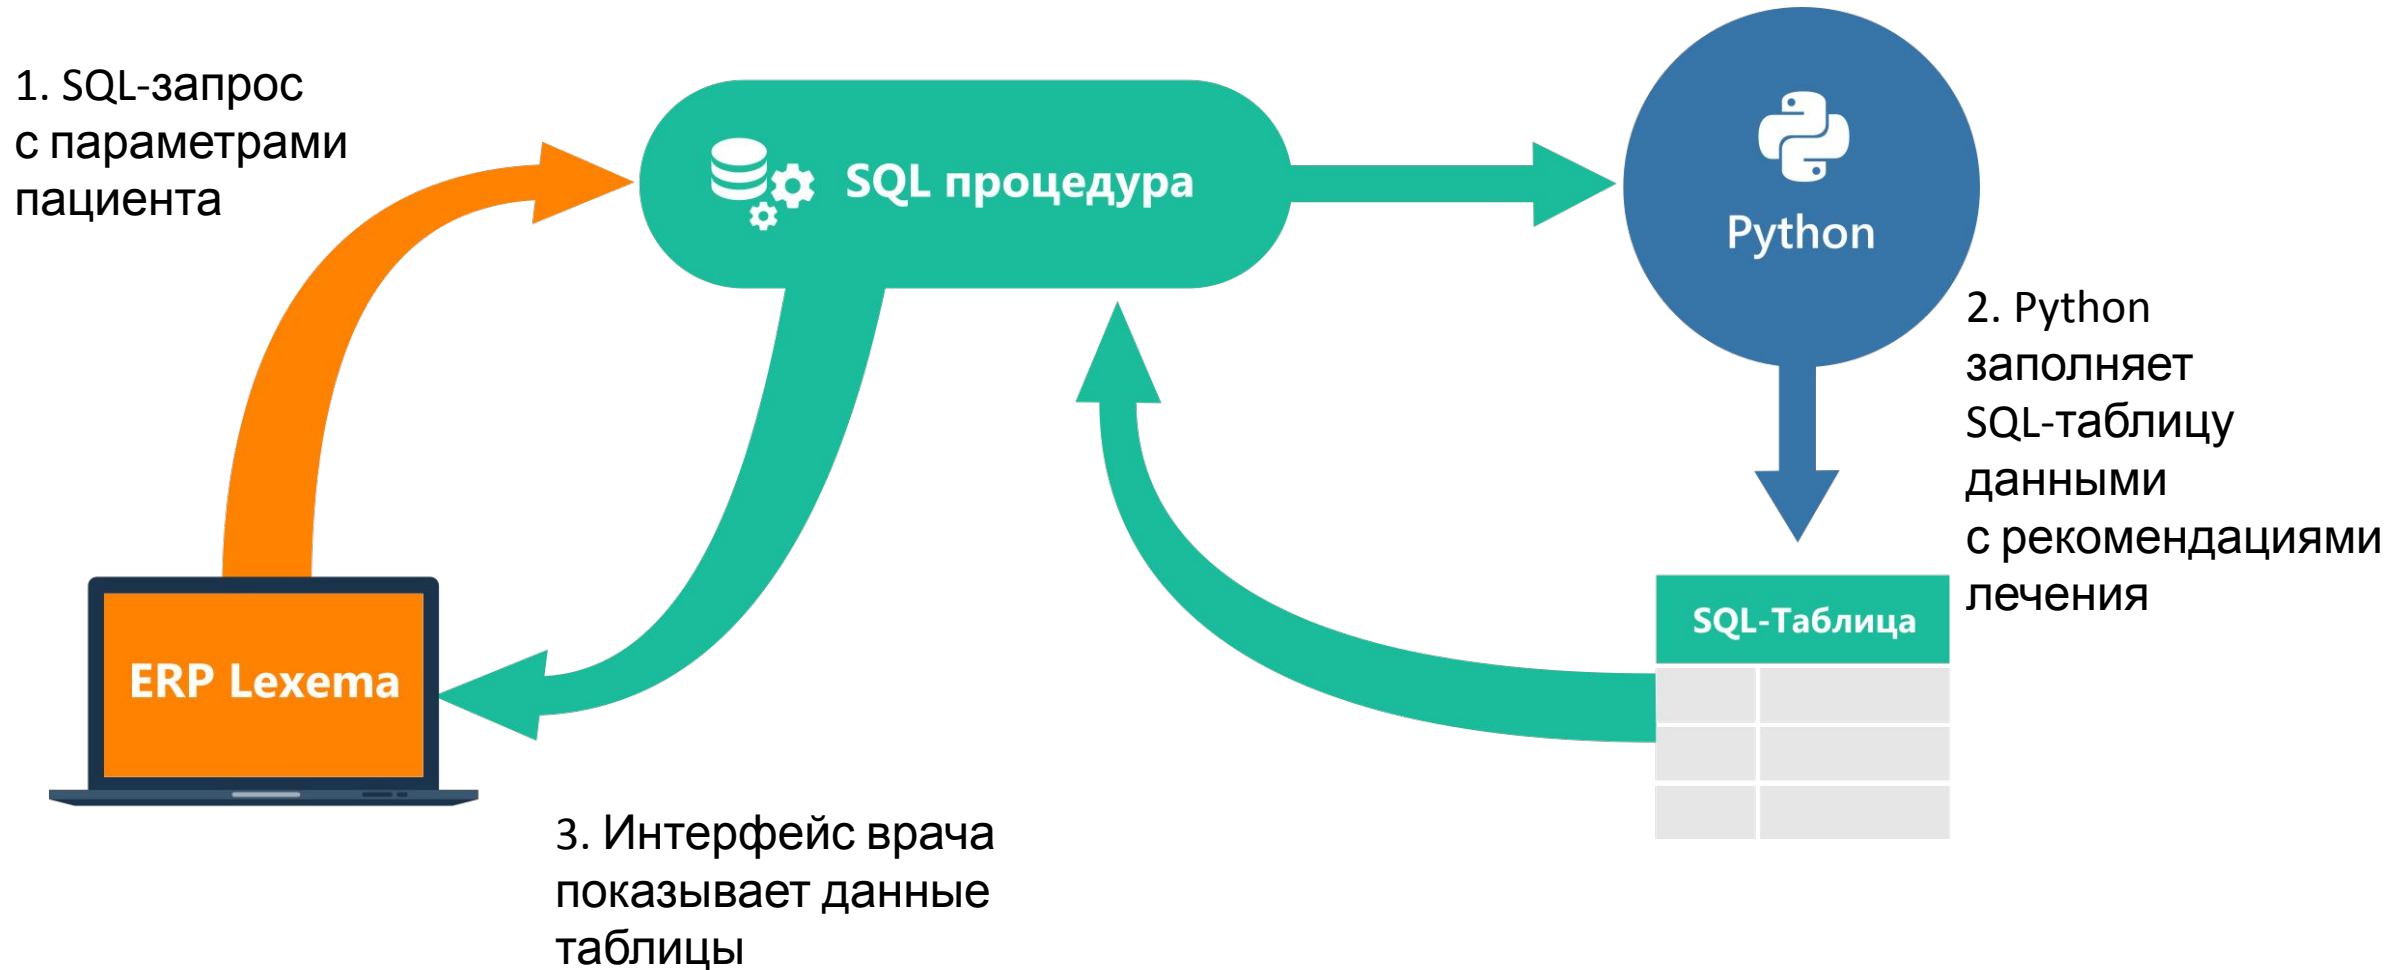 1. SQL-запрос
с параметрами
пациента
SQL процедура
Python
2. Python
заполняет
SQL-таблицу
данными
с рекомендациями
лечения
SQL-Таблица
ERP Lexema
3. Интерфейс врача
показывает данные
таблицы